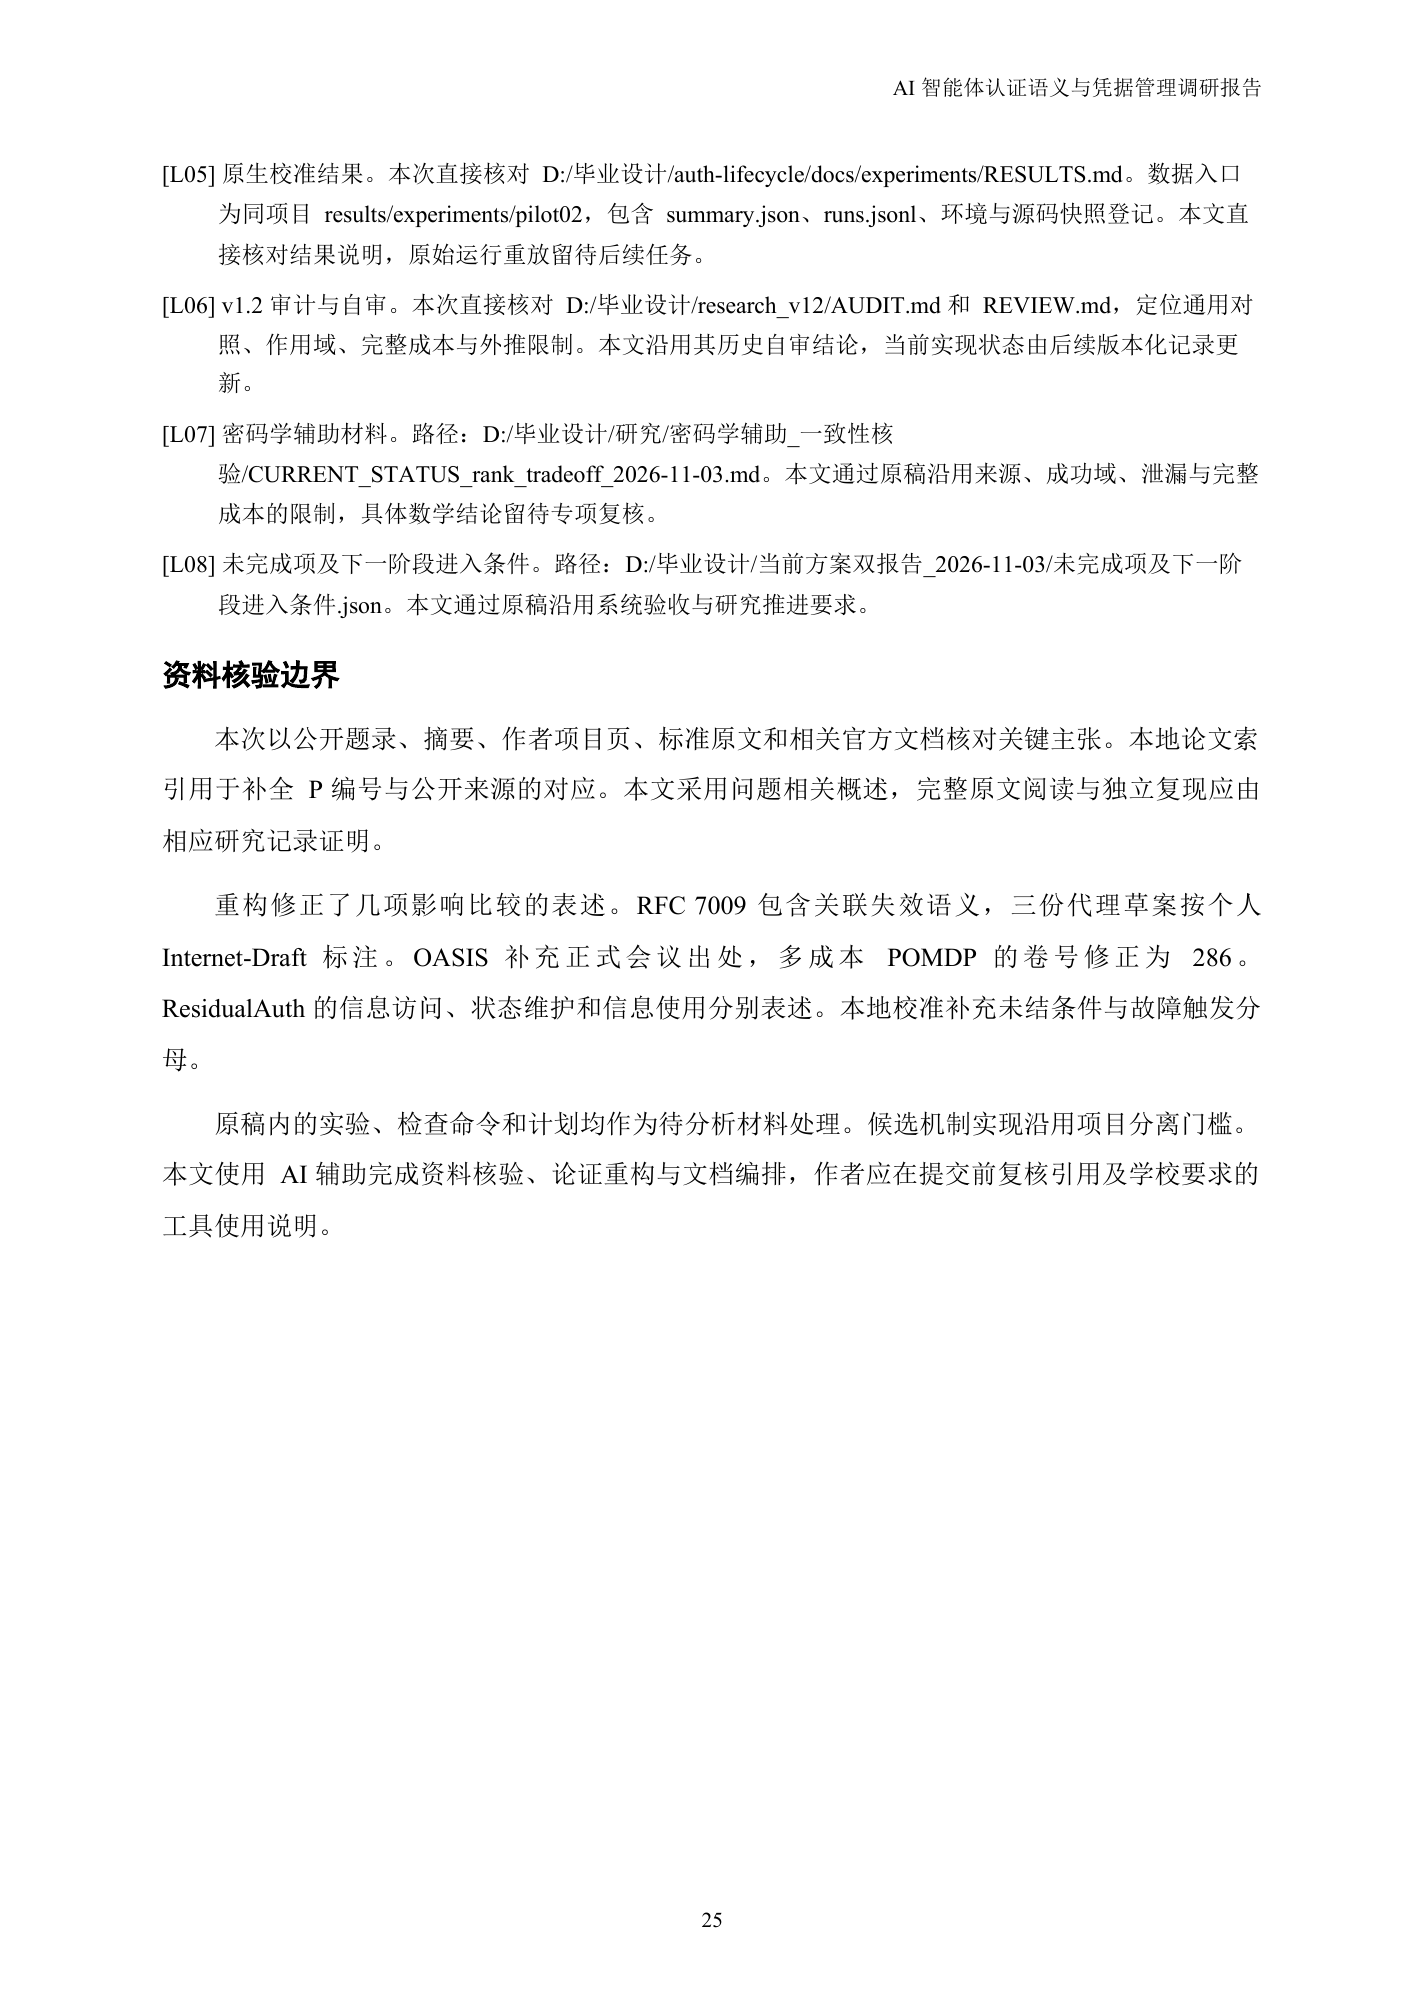 AI 智能体认证语义与凭据管理调研报告
[L05] 原生校准结果。本次直接核对 D:/毕业设计/auth-lifecycle/docs/experiments/RESULTS.md。数据入口
为同项目 results/experiments/pilot02，包含 summary.json、runs.jsonl、环境与源码快照登记。本文直
接核对结果说明，原始运行重放留待后续任务。
[L06] v1.2 审计与自审。本次直接核对 D:/毕业设计/research_v12/AUDIT.md 和 REVIEW.md，定位通用对
照、作用域、完整成本与外推限制。本文沿用其历史自审结论，当前实现状态由后续版本化记录更
新。
[L07] 密码学辅助材料。路径：D:/毕业设计/研究/密码学辅助_一致性核
验/CURRENT_STATUS_rank_tradeoff_2026-11-03.md。本文通过原稿沿用来源、成功域、泄漏与完整
成本的限制，具体数学结论留待专项复核。
[L08] 未完成项及下一阶段进入条件。路径：D:/毕业设计/当前方案双报告_2026-11-03/未完成项及下一阶
段进入条件.json。本文通过原稿沿用系统验收与研究推进要求。
资料核验边界
本次以公开题录、摘要、作者项目页、标准原文和相关官方文档核对关键主张。本地论文索
引用于补全 P 编号与公开来源的对应。本文采用问题相关概述，完整原文阅读与独立复现应由
相应研究记录证明。
重构修正了几项影响比较的表述。RFC 7009 包含关联失效语义，三份代理草案按个人
Internet-Draft 标注。OASIS 补充正式会议出处，多成本 POMDP 的卷号修正为 286。
ResidualAuth 的信息访问、状态维护和信息使用分别表述。本地校准补充未结条件与故障触发分
母。
原稿内的实验、检查命令和计划均作为待分析材料处理。候选机制实现沿用项目分离门槛。
本文使用 AI 辅助完成资料核验、论证重构与文档编排，作者应在提交前复核引用及学校要求的
工具使用说明。
25